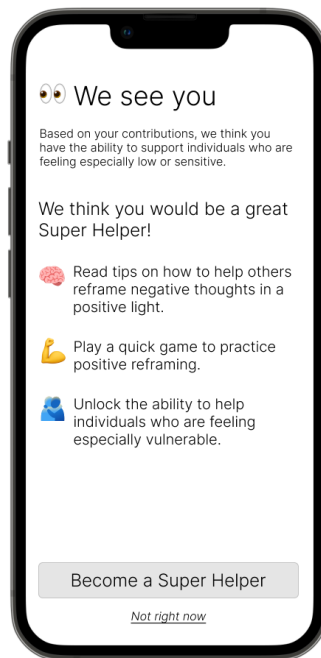 👀 We see you
Based on your contributions, we think you
have the ability to support individuals who are
feeling especially low or sensitive.
We think you would be a great
Super Helper!
🧠 Read tips on how to help others
reframe negative thoughts in a
positive light.
💪 Play a quick game to practice
positive reframing.
🫂 Unlock the ability to help
individuals who are feeling
especially vulnerable.
Become a Super Helper
Not right now